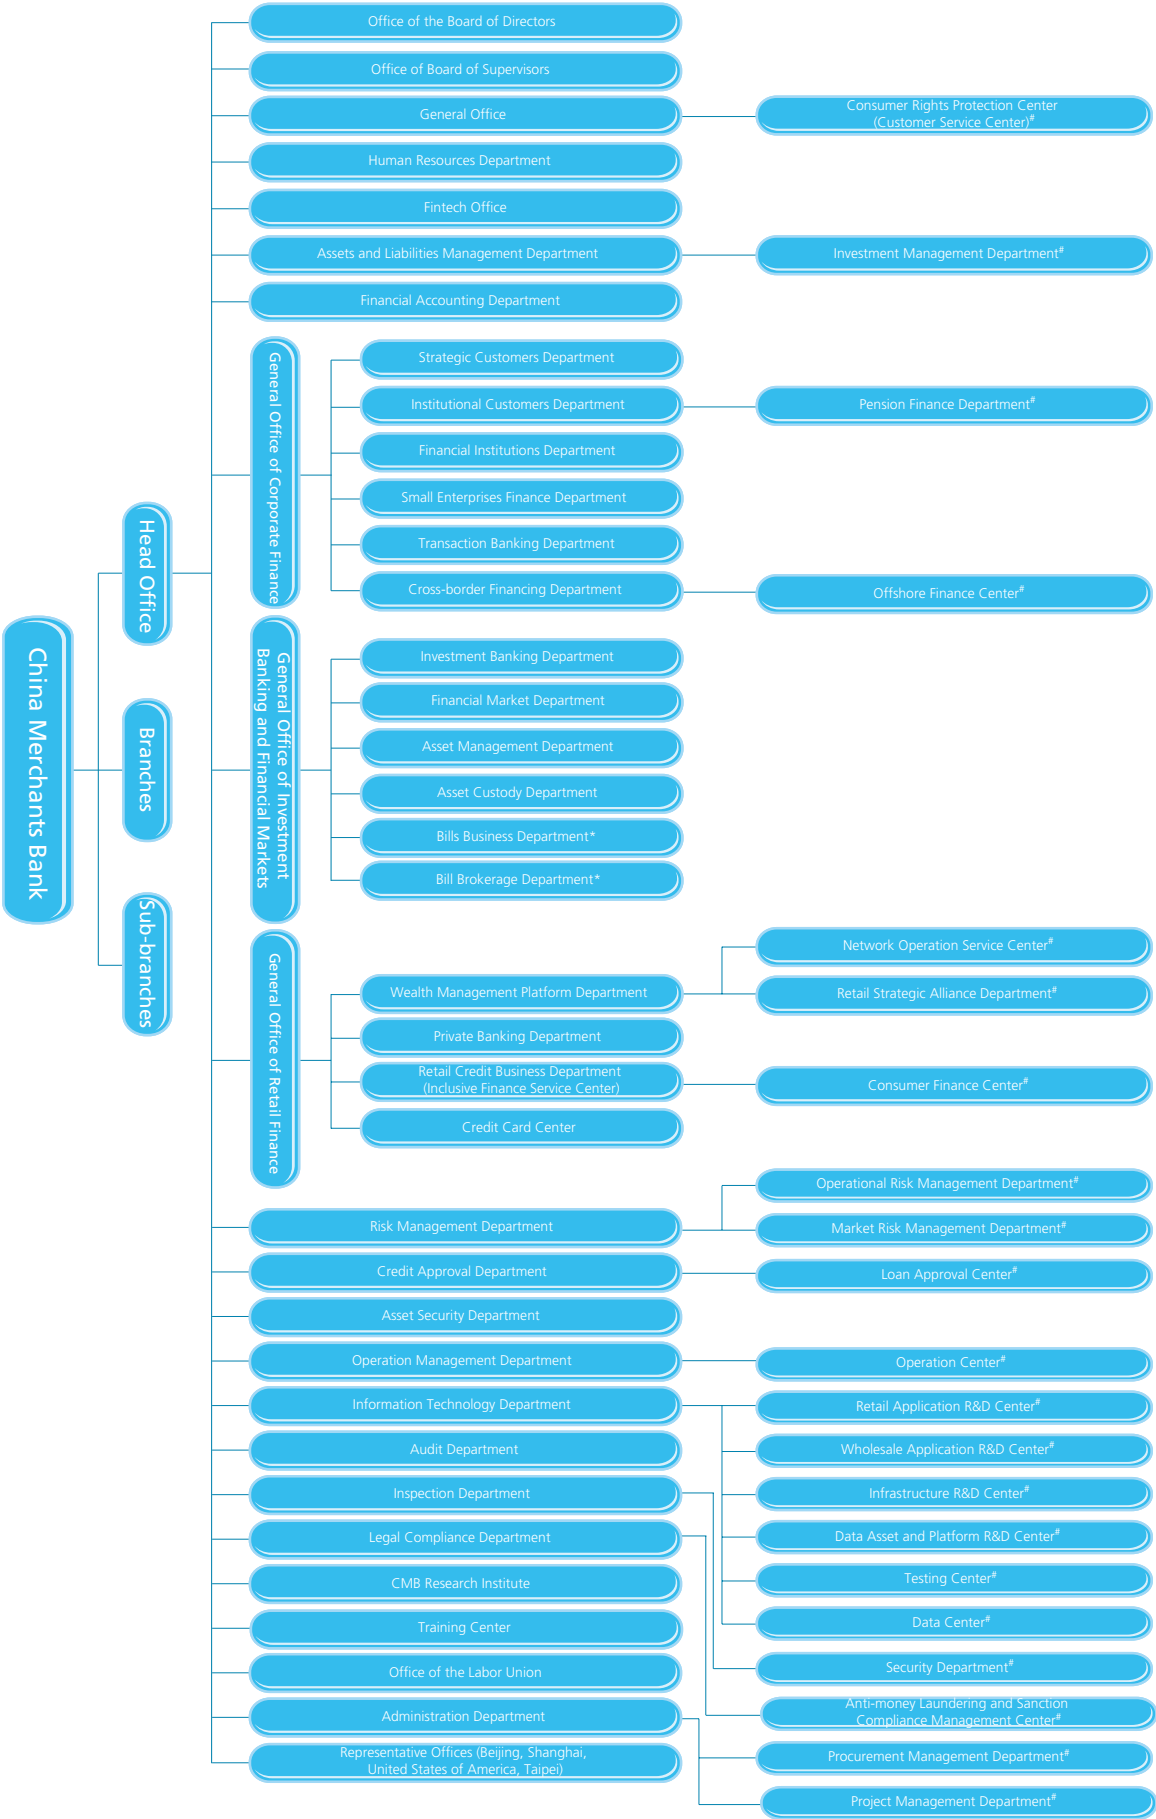 China Merchants Bank
Head Office
Branches
Sub-branches
Office of the Board of Directors
Office of Board of Supervisors
General Office
Consumer Rights Protection Center
(Customer Service Center)#
Human Resources Department
Fintech Office
Assets and Liabilities Management Department
Investment Management Department#
Financial Accounting Department
General Office of Corporate Finance
Strategic Customers Department
Institutional Customers Department
Pension Finance Department#
Financial Institutions Department
Small Enterprises Finance Department
Transaction Banking Department
Cross-border Financing Department
Offshore Finance Center#
General Office of Investment
Banking and Financial Markets
Investment Banking Department
Financial Market Department
Asset Management Department
Asset Custody Department
Bills Business Department*
Bill Brokerage Department*
General Office of Retail Finance
Wealth Management Platform Department
Network Operation Service Center#
Retail Strategic Alliance Department#
Private Banking Department
Retail Credit Business Department
(Inclusive Finance Service Center)
Consumer Finance Center#
Credit Card Center
Risk Management Department
Operational Risk Management Department#
Market Risk Management Department#
Credit Approval Department
Loan Approval Center#
Asset Security Department
Operation Management Department
Operation Center#
Information Technology Department
Retail Application R&D Center#
Wholesale Application R&D Center#
Infrastructure R&D Center#
Data Asset and Platform R&D Center#
Testing Center#
Data Center#
Audit Department
Inspection Department
Security Department#
Legal Compliance Department
Anti-money Laundering and Sanction
Compliance Management Center#
CMB Research Institute
Training Center
Office of the Labor Union
Administration Department
Procurement Management Department#
Project Management Department#
Representative Offices (Beijing, Shanghai,
United States of America, Taipei)